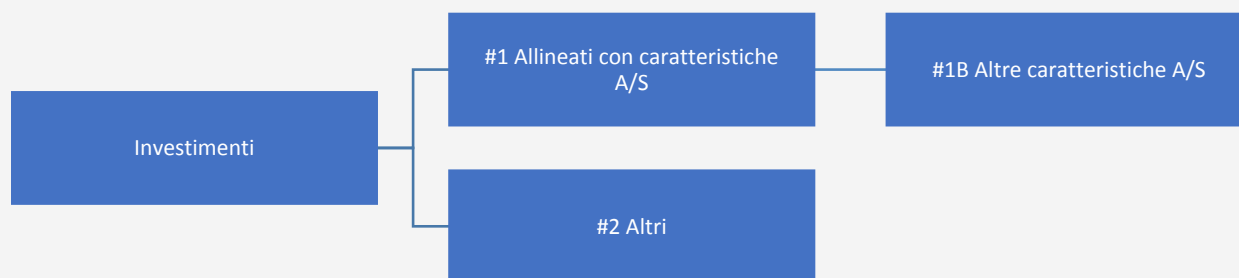 #1 Allineati con caratteristiche
A/S
#1B Altre caratteristiche A/S
Investimenti
#2 Altri